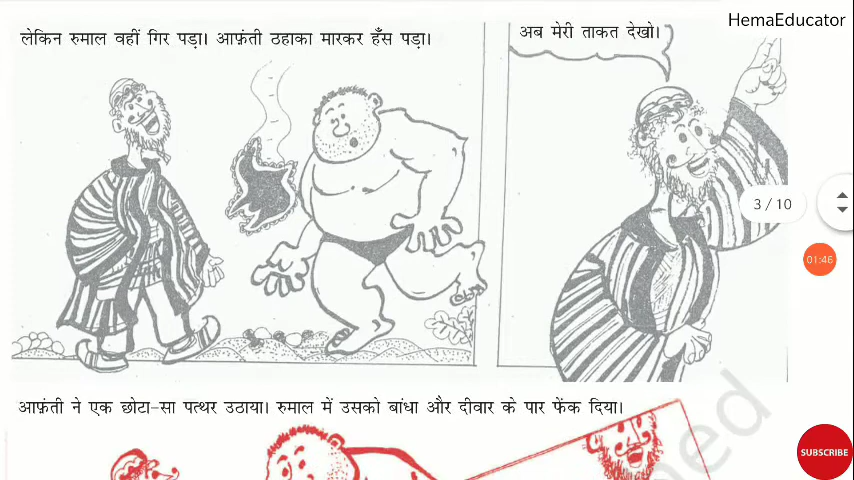 HemaEducator
लेकिन रुमाल वहीं गिर पड़ा। आफ़ंती ठहाका मारकर हँस पड़ा।
अब मेरी ताकत देखो।
3 / 10
01:46
आफ़ंती ने एक छोटा-सा पत्थर उठाया। रुमाल में उसको बांधा और दीवार के पार फेंक दिया।
SUBSCRIBE